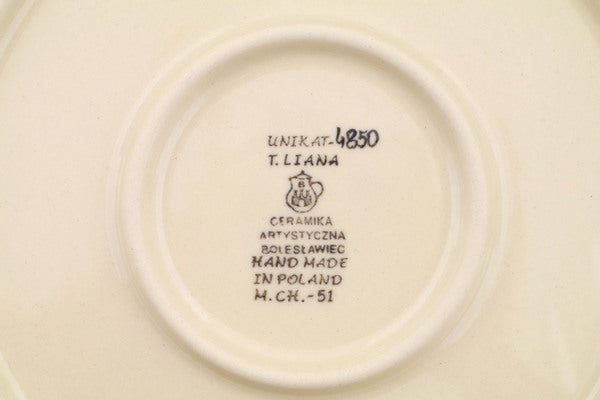 UNIKAT-4850
T. LIANA
B
CERAMIKA
ARTYSTYCZNA
BOLESŁAWIEC
HAND MADE
IN POLAND
M.CH.-51